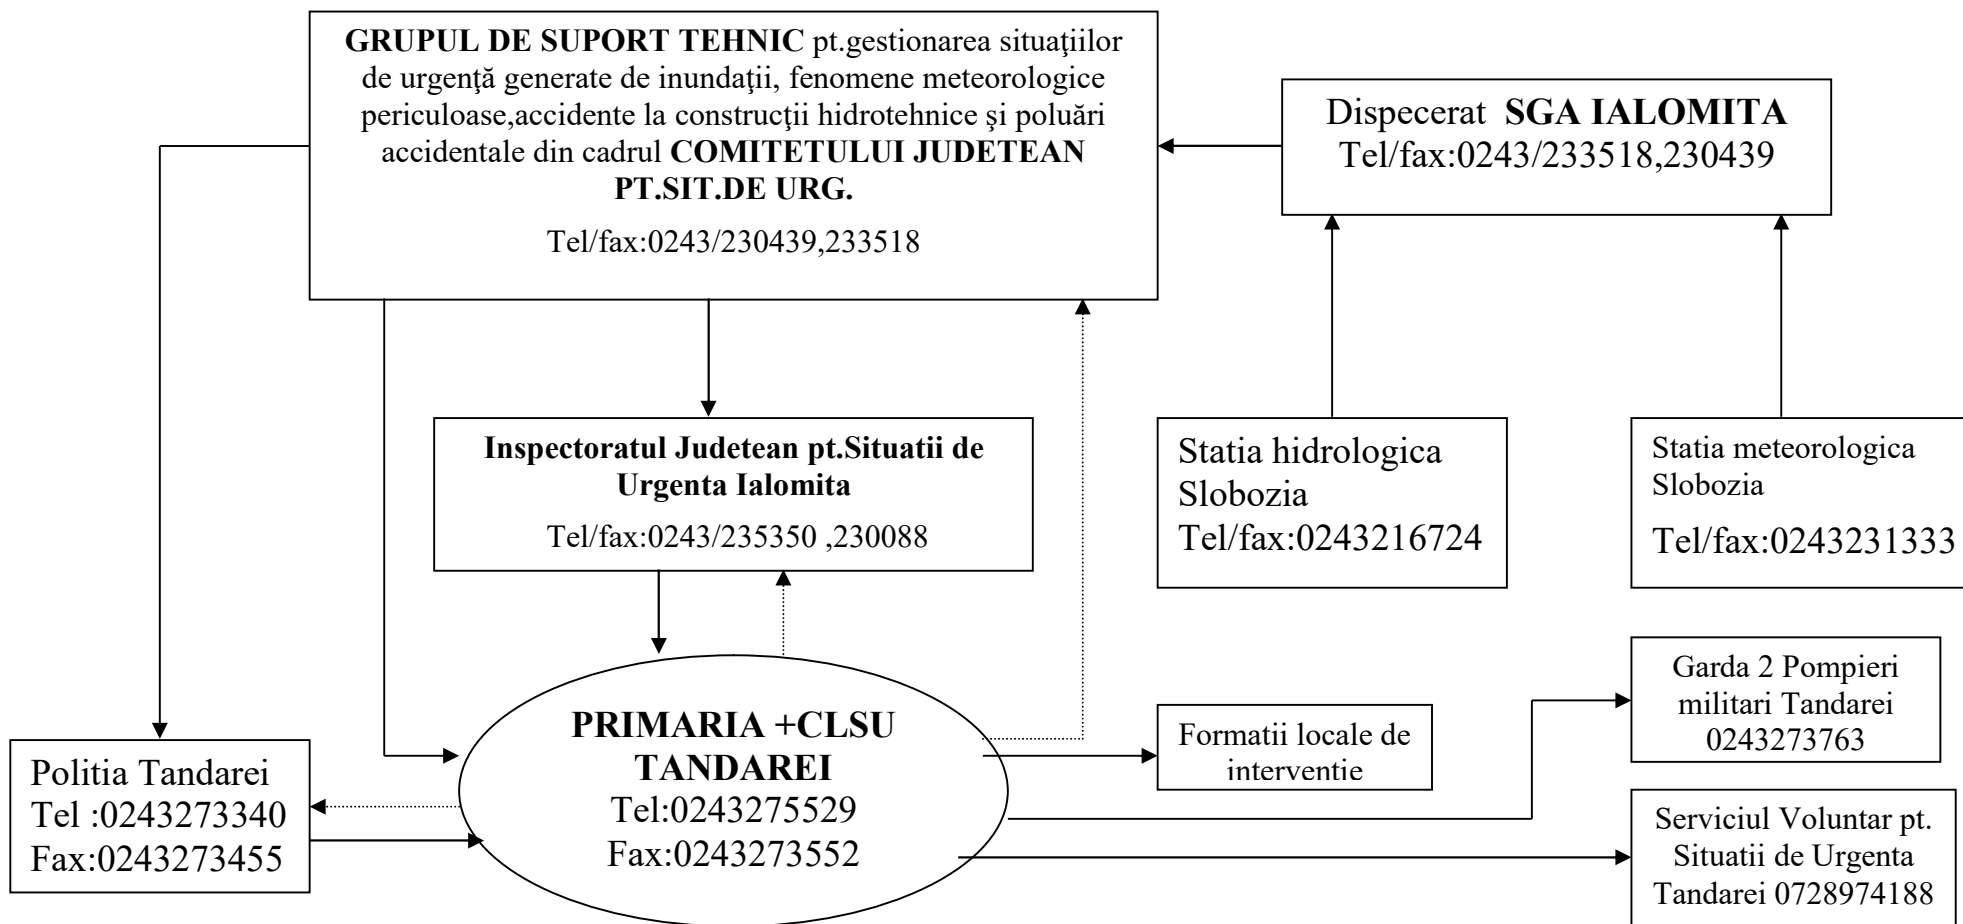 GRUPUL DE SUPORT TEHNIC pt.gestionarea situaţiilor
de urgenţă generate de inundaţii, fenomene meteorologice
periculoase,accidente la construcţii hidrotehnice şi poluări
accidentale din cadrul COMITETULUI JUDETEAN
PT.SIT.DE URG.
Tel/fax:0243/230439,233518
Dispecerat SGA IALOMITA
Tel/fax:0243/233518,230439
Inspectoratul Judetean pt.Situatii de
Urgenta Ialomita
Tel/fax:0243/235350 ,230088
Statia hidrologica
Slobozia
Tel/fax:0243216724
Statia meteorologica
Slobozia
Tel/fax:0243231333
Politia Tandarei
Tel :0243273340
Fax:0243273455
PRIMARIA +CLSU
TANDAREI
Tel:0243275529
Fax:0243273552
Formatii locale de
interventie
Garda 2 Pompieri
militari Tandarei
0243273763
Serviciul Voluntar pt.
Situatii de Urgenta
Tandarei 0728974188